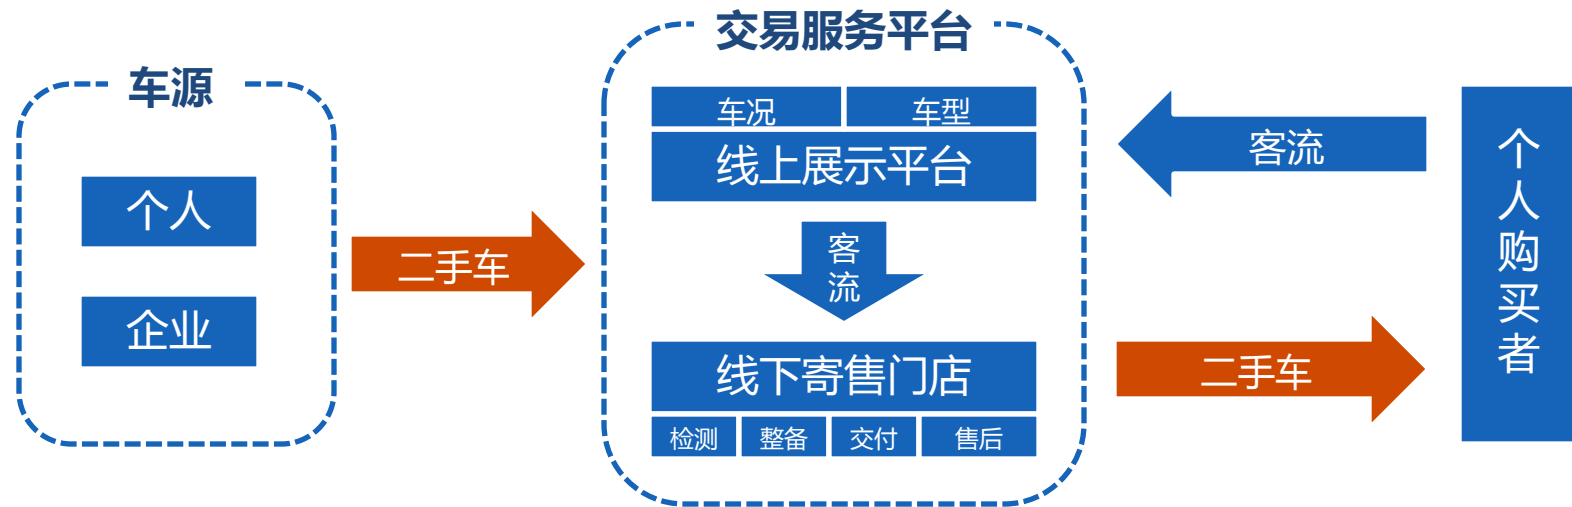 车源
个人
企业
二手车
交易服务平台
车况
车型
线上展示平台
客流
线下寄售门店
检测
整备
交付
售后
客流
二手车
个人购买者